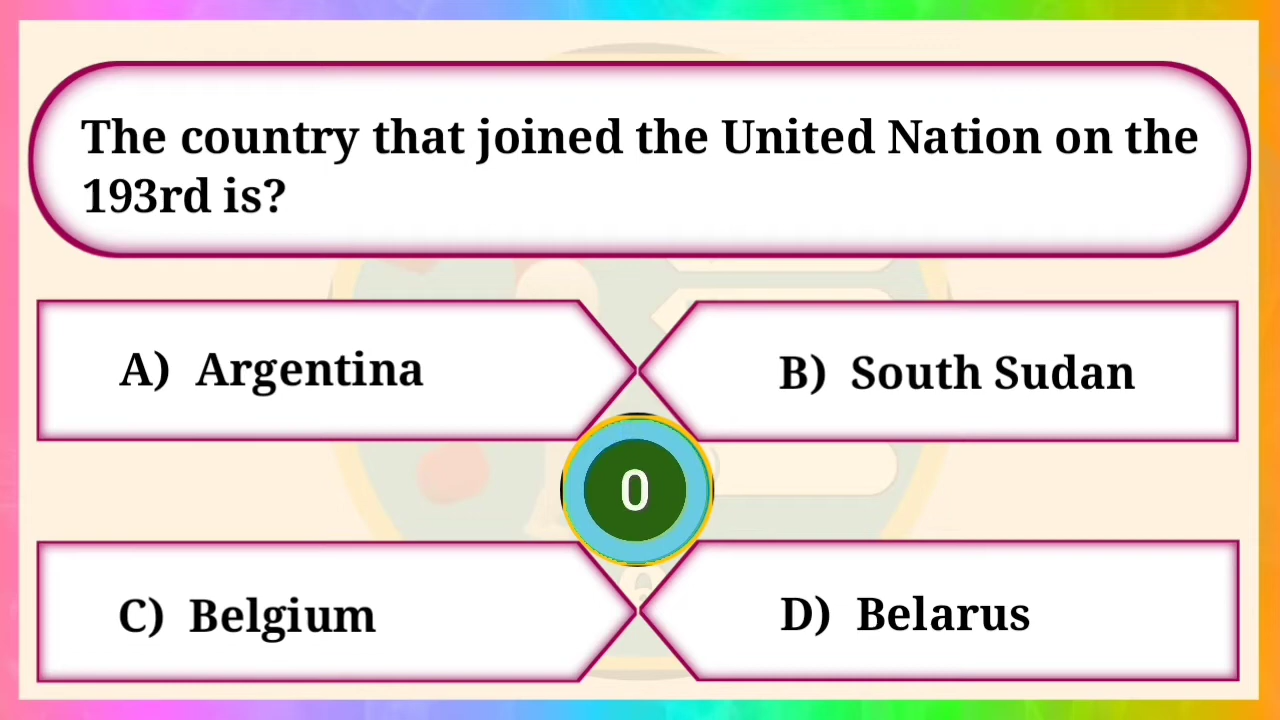 The country that joined the United Nation on the
193rd is?
A) Argentina
B) South Sudan
0
C) Belgium
D) Belarus